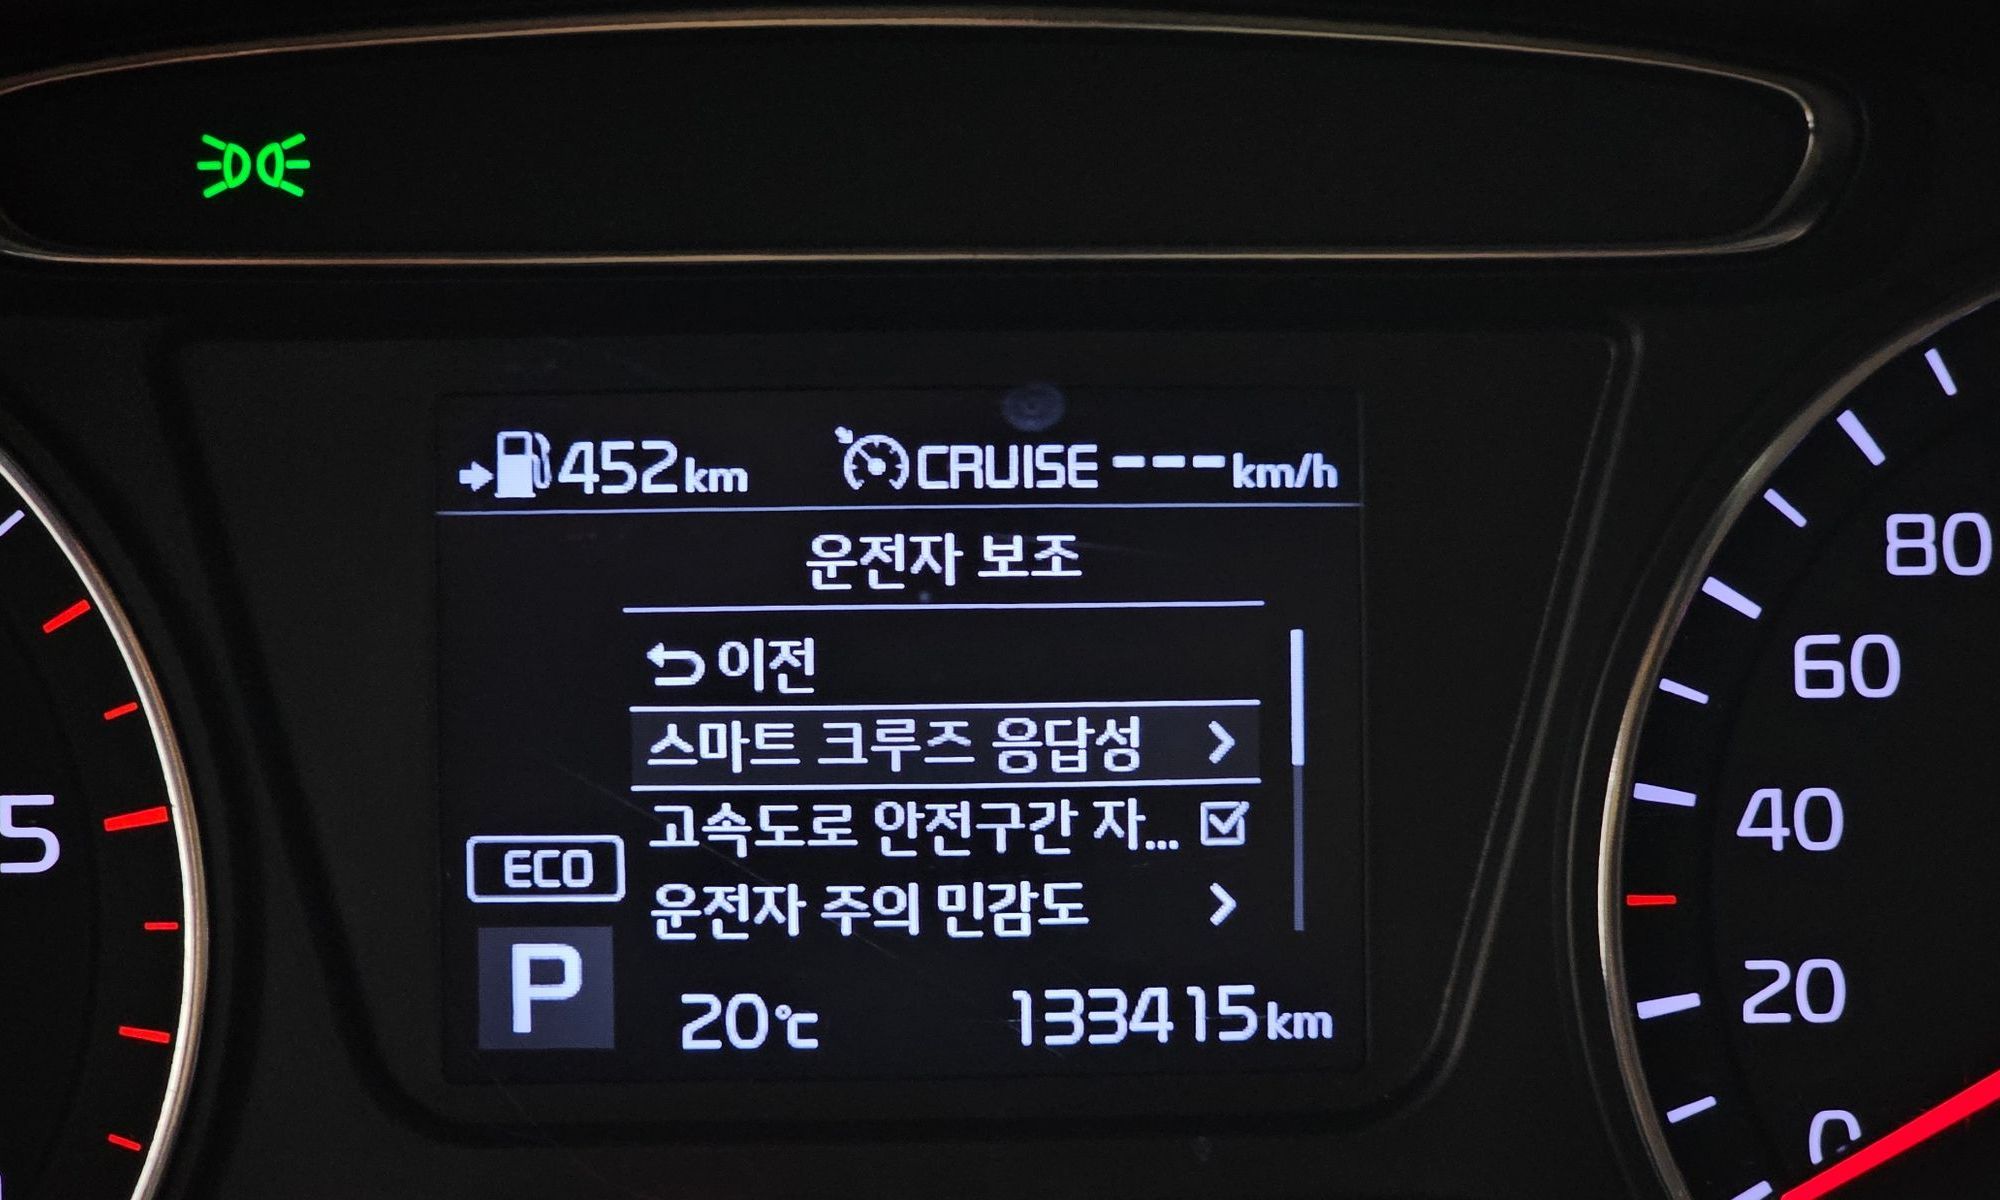 452km CRUISE ---km/h
운전자 보조
이전
스마트 크루즈 응답성
고속도로 안전구간 자...
운전자 주의 민감도
ECO
P
20℃ 133415km
5
80
60
40
20
0